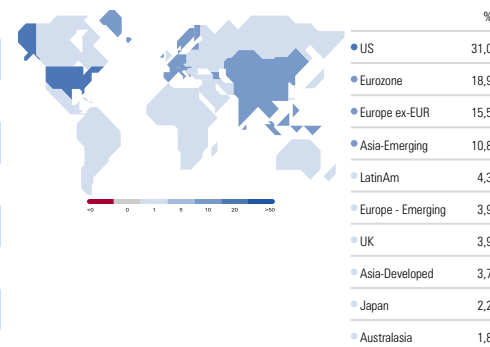 %
US 31,0
Eurozone 18,9
Europe ex-EUR 15,5
Asia-Emerging 10,8
LatinAm 4,3
Europe - Emerging 3,9
UK 3,9
Asia-Developed 3,7
Japan 2,2
Australasia 1,8
<0 0 1 5 10 20 >50